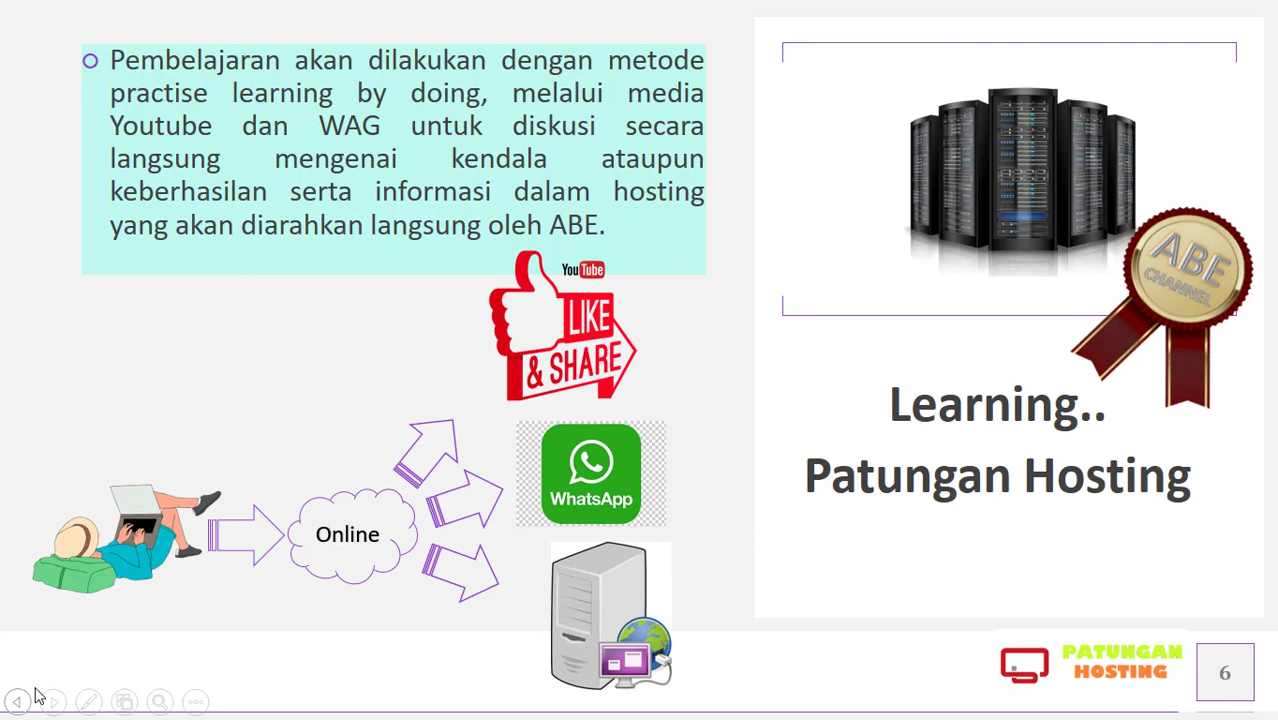 Pembelajaran akan dilakukan dengan metode
practise learning by doing, melalui media
Youtube dan WAG untuk diskusi secara
langsung mengenai kendala ataupun
keberhasilan serta informasi dalam hosting
yang akan diarahkan langsung oleh ABE.
YouTube
LIKE
& SHARE
WhatsApp
Online
ABE
CHANNEL
Learning..
Patungan Hosting
PATUNGAN
HOSTING
6